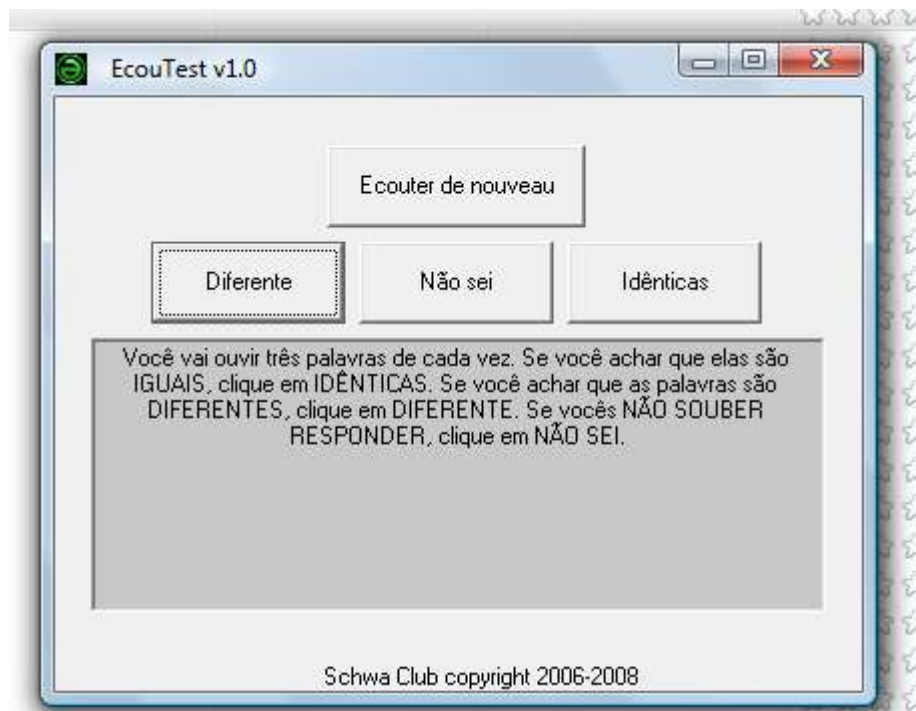 EcouTest v1.0
Ecouter de nouveau
Diferente
Não sei
Idênticas
Você vai ouvir três palavras de cada vez. Se você achar que elas são
IGUAIS, clique em IDÊNTICAS. Se você achar que as palavras são
DIFERENTES, clique em DIFERENTE. Se vocês NÃO SOUBER
RESPONDER, clique em NÃO SEI.
Schwa Club copyright 2006-2008